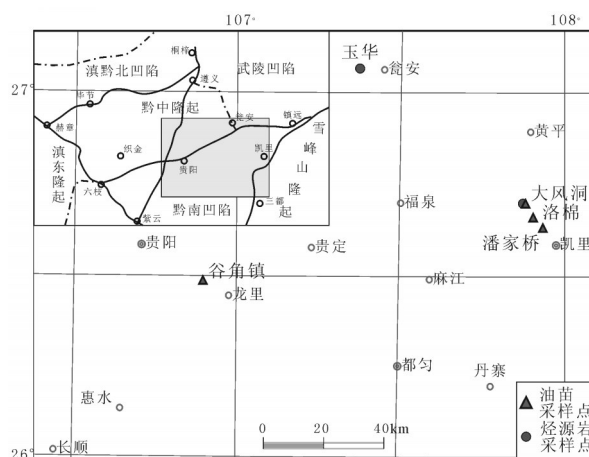 107°
108°
27°
26°
桐梓
滇黔北凹陷
武陵凹陷
遵义
毕节
黔中隆起
瓮安
镇远
赫章
织金
贵阳
凯里
雪峰山隆起
滇东隆起
六枝
黔南凹陷
三都
紫云
玉华
瓮安
黄平
福泉
大风洞
洛棉
潘家桥
凯里
贵阳
贵定
谷角镇
龙里
麻江
都匀
丹寨
惠水
长顺
0
20
40km
油苗
采样点
烃源岩
采样点